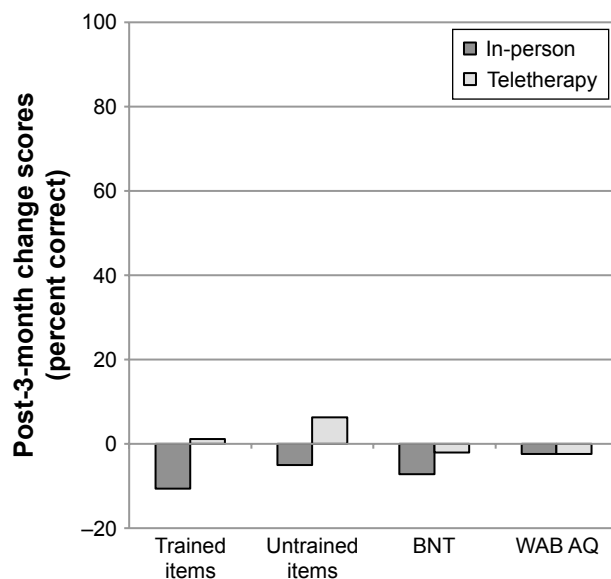 100
80
60
40
20
0
–20
Post-3-month change scores
(percent correct)
In-person
Teletherapy
Trained
items
Untrained
items
BNT
WAB AQ